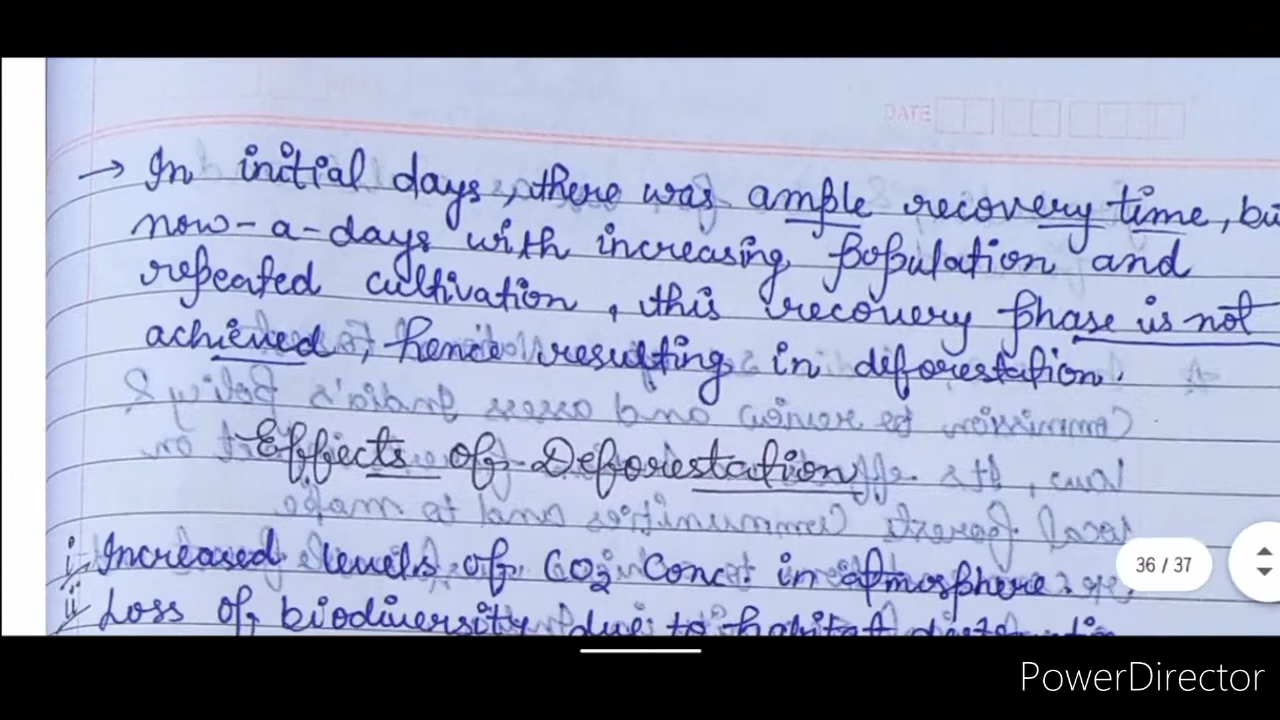 DATE
→ In initial days, there was ample recovery time, bu
now-a-days with increasing population and
repeated cultivation, this recovery phase is not
achieved, hence resulting in deforestation.
Effects of Deforestation
i, Increased levels of CO2 Conc. in atmosphere.
ii, Loss of biodiversity due to habitat
36 / 37
PowerDirector